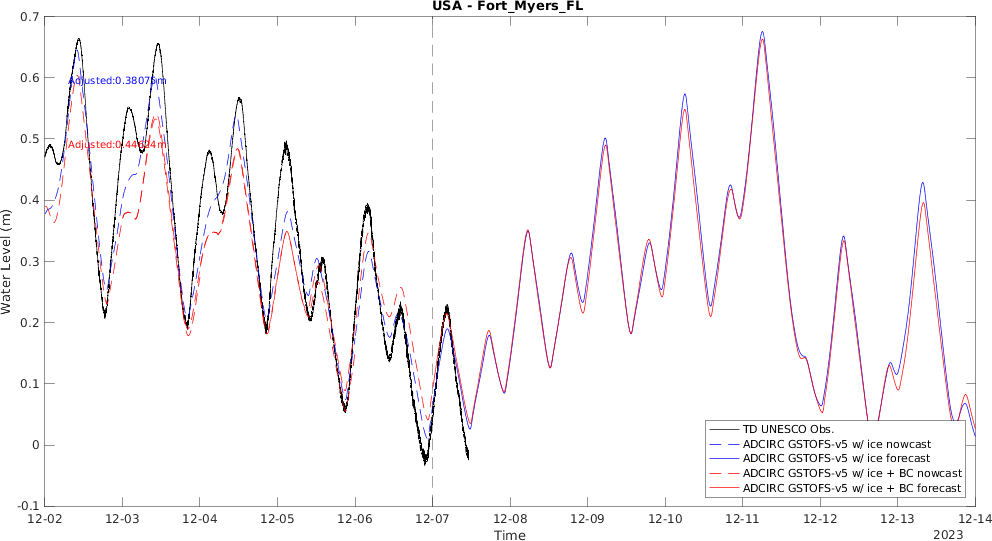 USA - Fort_Myers_FL
0.7
0.6
0.5
0.4
0.3
0.2
0.1
0
-0.1
Water Level (m)
Adjusted:0.38075m
Adjusted:0.44624m
TD UNESCO Obs.
ADCIRC GSTOFS-v5 w/ ice nowcast
ADCIRC GSTOFS-v5 w/ ice forecast
ADCIRC GSTOFS-v5 w/ ice + BC nowcast
ADCIRC GSTOFS-v5 w/ ice + BC forecast
12-02 12-03 12-04 12-05 12-06 12-07 12-08 12-09 12-10 12-11 12-12 12-13 12-14
Time
2023